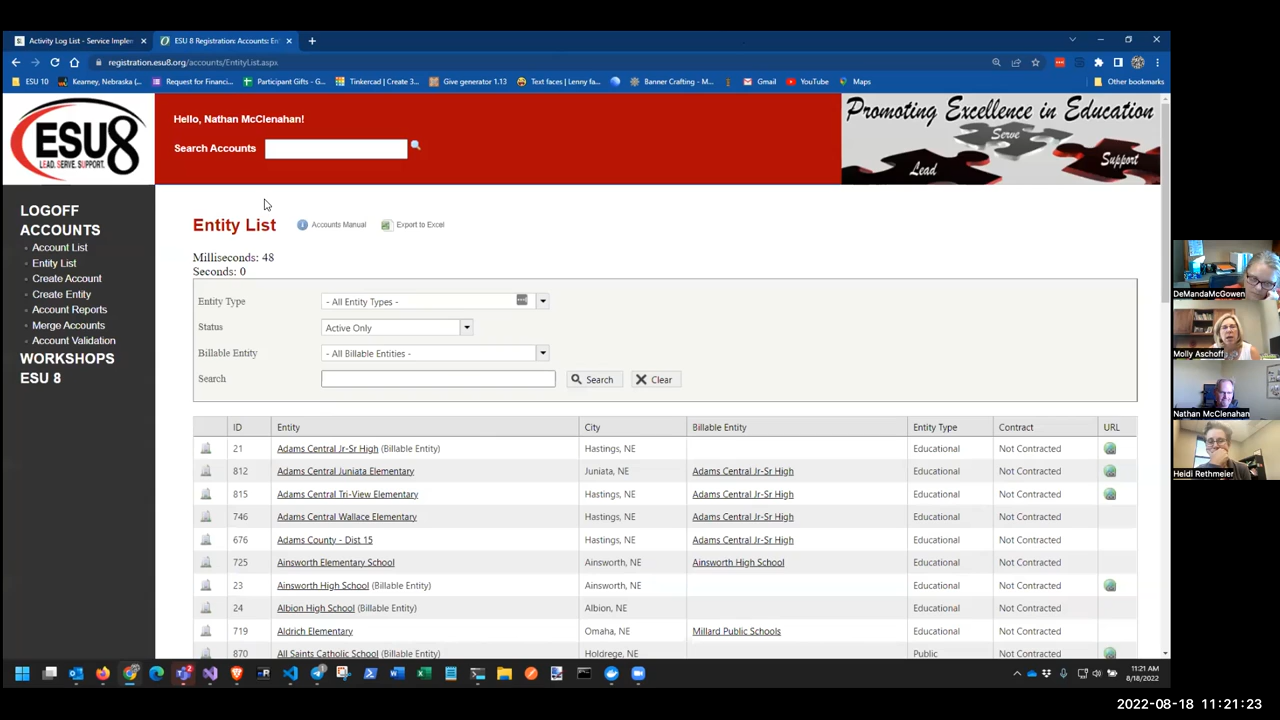 Activity Log List - Service Implem
ESU 8 Registration: Accounts: En
registration.esu8.org/accounts/EntityList.aspx
ESU 10
Kearney, Nebraska (...
Request for Financi...
Participant Gifts - G...
Tinkercad | Create 3...
Give generator 1.13
Text faces | Lenny fa...
Banner Crafting - M...
Gmail
YouTube
Maps
Other bookmarks
ESU8
LEAD. SERVE. SUPPORT.
Hello, Nathan McClenahan!
Search Accounts
Promoting Excellence in Education
Serve
Lead
Support
LOGOFF
ACCOUNTS
Account List
Entity List
Create Account
Create Entity
Account Reports
Merge Accounts
Account Validation
WORKSHOPS
ESU 8
Entity List Accounts Manual Export to Excel
Milliseconds: 48
Seconds: 0
Entity Type - All Entity Types -
Status Active Only
Billable Entity - All Billable Entities -
Search Search Clear
ID Entity City Billable Entity Entity Type Contract URL
21 Adams Central Jr-Sr High (Billable Entity) Hastings, NE Educational Not Contracted
812 Adams Central Juniata Elementary Juniata, NE Adams Central Jr-Sr High Educational Not Contracted
815 Adams Central Tri-View Elementary Hastings, NE Adams Central Jr-Sr High Educational Not Contracted
746 Adams Central Wallace Elementary Hastings, NE Adams Central Jr-Sr High Educational Not Contracted
676 Adams County - Dist 15 Hastings, NE Adams Central Jr-Sr High Educational Not Contracted
725 Ainsworth Elementary School Ainsworth, NE Ainsworth High School Educational Not Contracted
23 Ainsworth High School (Billable Entity) Ainsworth, NE Educational Not Contracted
24 Albion High School (Billable Entity) Albion, NE Educational Not Contracted
719 Aldrich Elementary Omaha, NE Millard Public Schools Educational Not Contracted
870 All Saints Catholic School (Billable Entity) Holdrege, NE Public Not Contracted
DeMandaMcGowen
Molly Aschoff
Nathan McClenahan
Heidi Rethmeier
11:21 AM
8/18/2022
2022-08-18 11:21:23